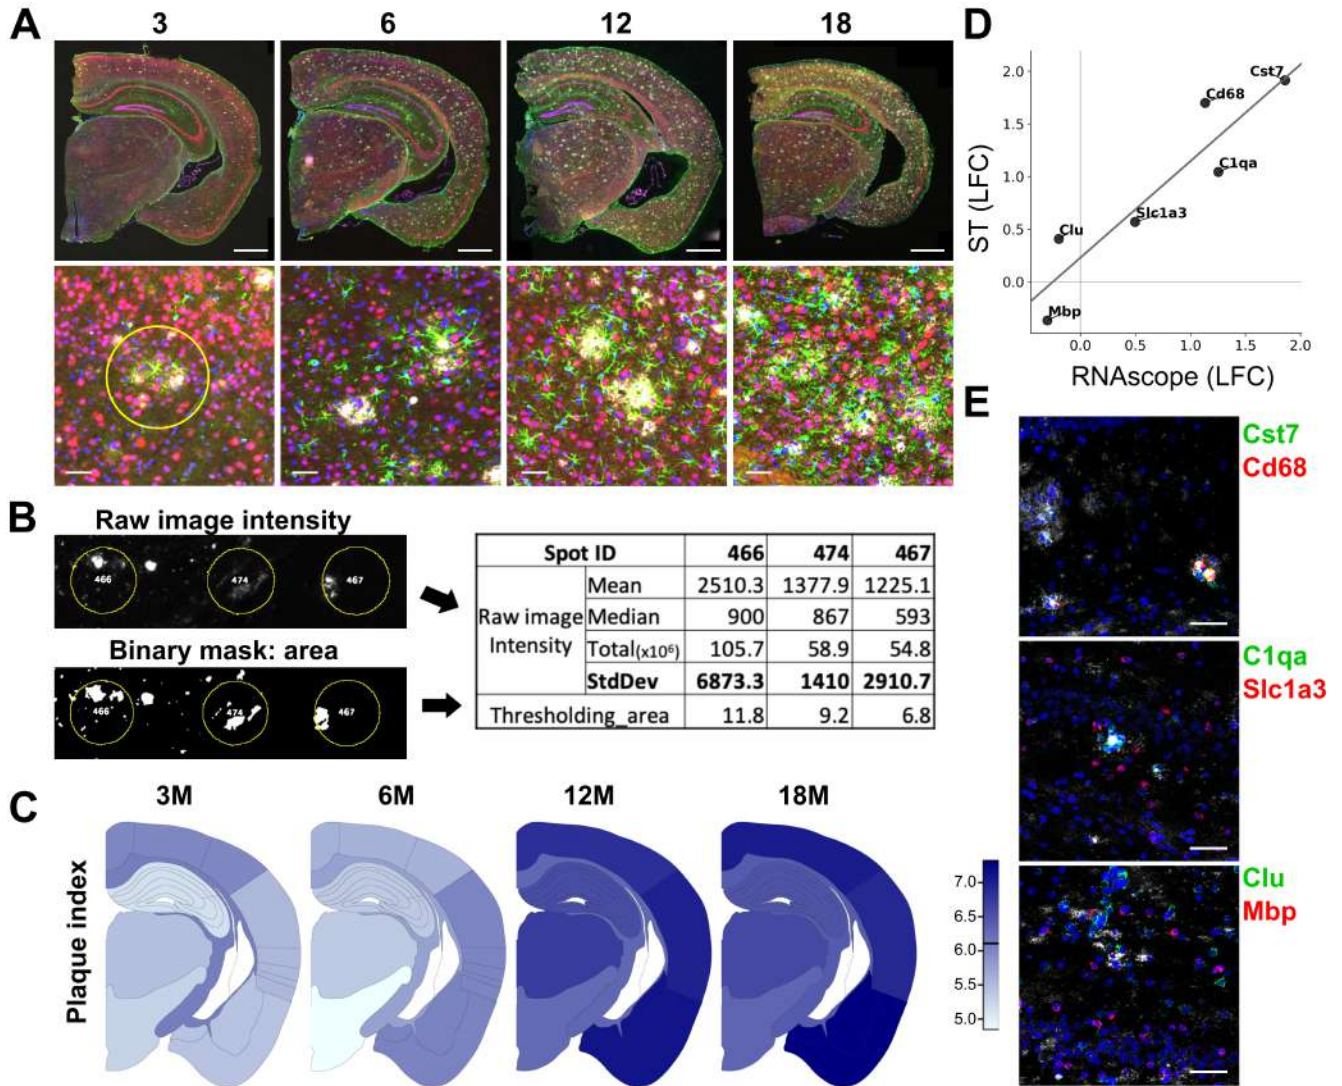 A
3 6 12 18
B
Raw image intensity
466 474 467
Binary mask: area
466 474 467
Spot ID 466 474 467
Raw image Intensity
Mean 2510.3 1377.9 1225.1
Median 900 867 593
Total(x10⁶) 105.7 58.9 54.8
StdDev 6873.3 1410 2910.7
Thresholding_area 11.8 9.2 6.8
C
3M 6M 12M 18M
Plaque index
7.0
6.5
6.0
5.5
5.0
D
ST (LFC)
2.0
1.5
1.0
0.5
0.0
Cst7
Cd68
C1qa
Slc1a3
Clu
Mbp
0.0 0.5 1.0 1.5 2.0
RNAscope (LFC)
E
Cst7
Cd68
C1qa
Slc1a3
Clu
Mbp